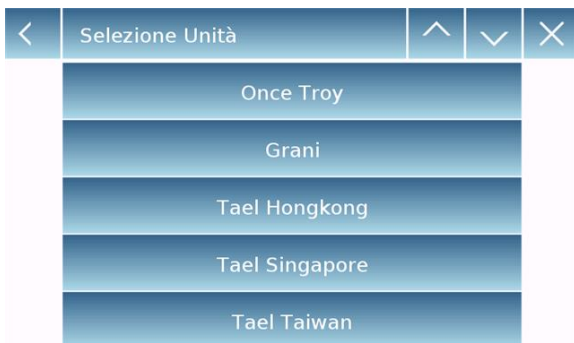 Selezione Unità
Once Troy
Grani
Tael Hongkong
Tael Singapore
Tael Taiwan